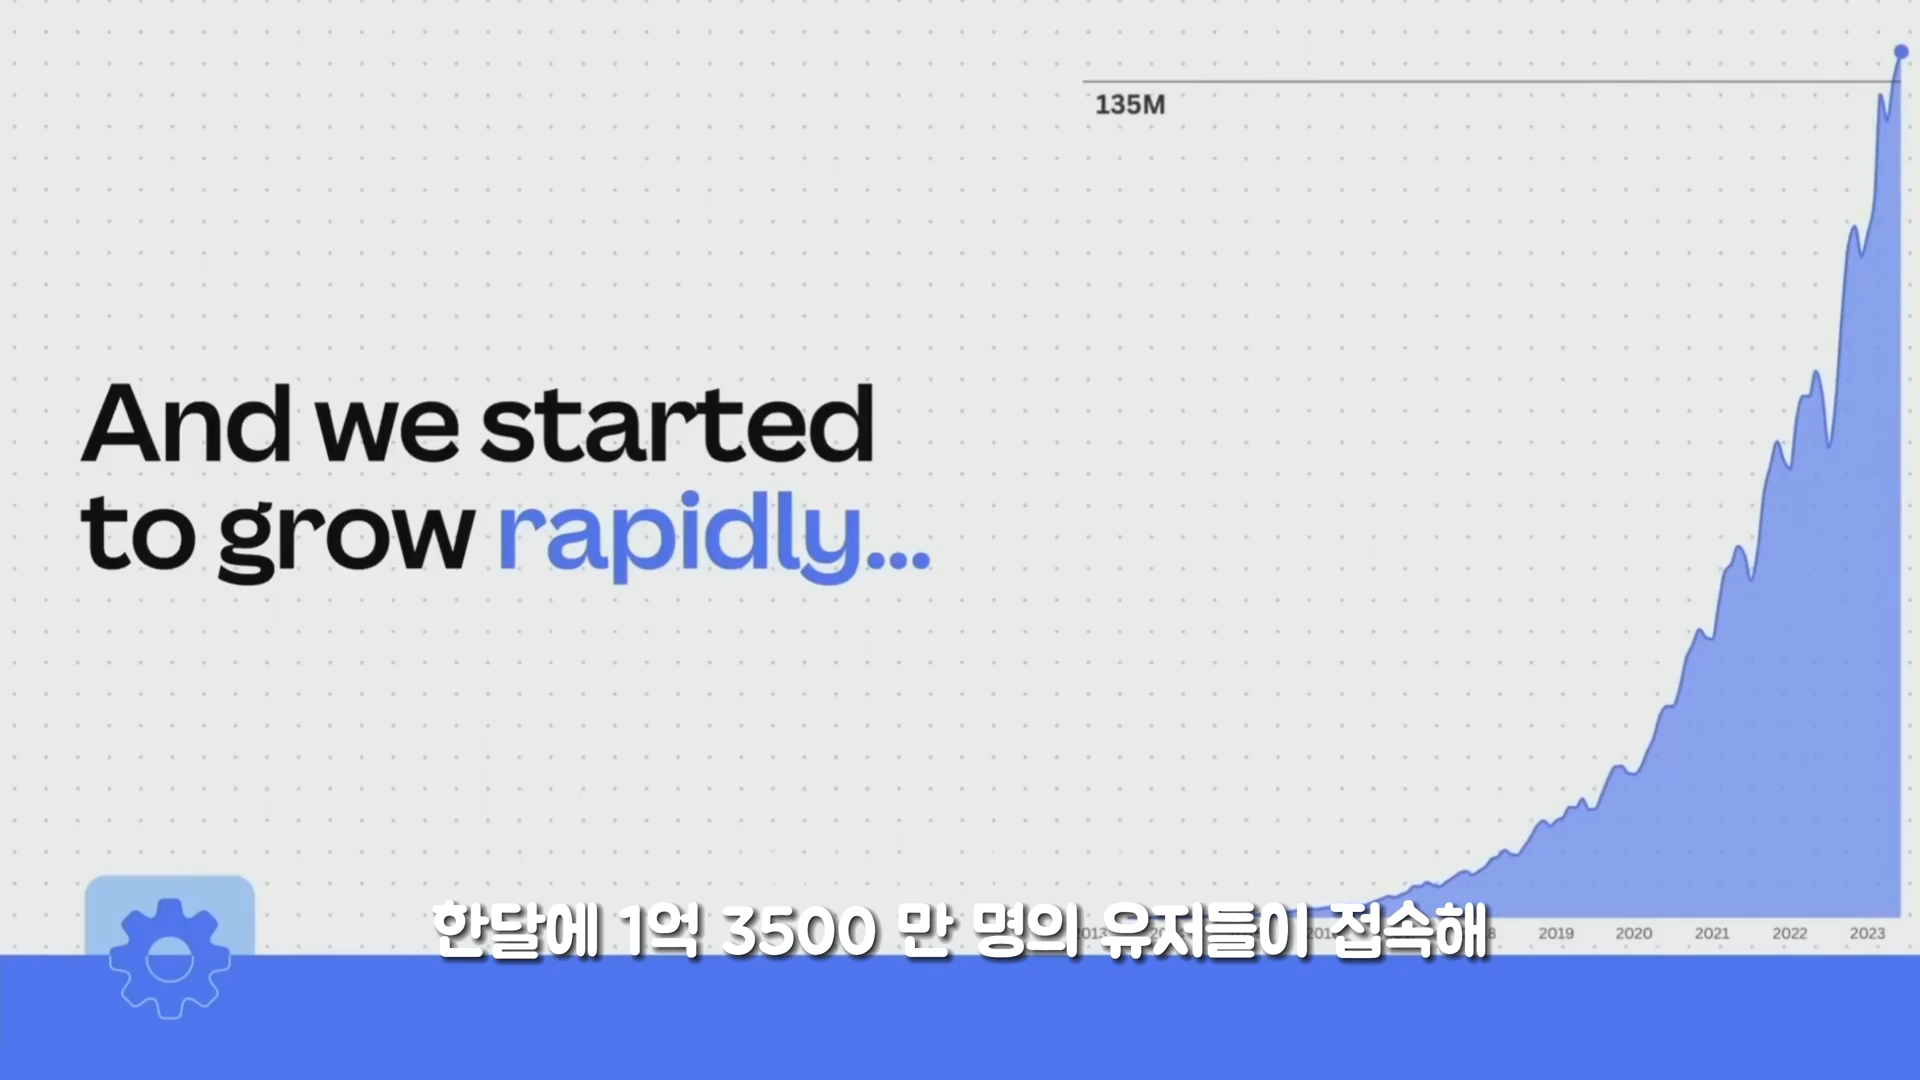 135M
And we started
to grow rapidly...
한달에 1억 3500 만 명의 유저들이 접속해
2019 2020 2021 2022 2023